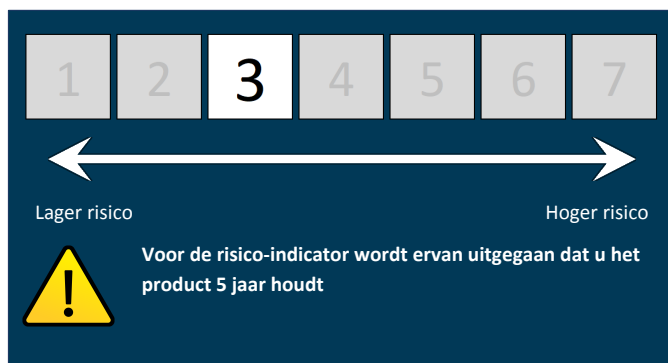 1 2 3 4 5 6 7
Lager risico Hoger risico
Voor de risico-indicator wordt ervan uitgegaan dat u het
product 5 jaar houdt